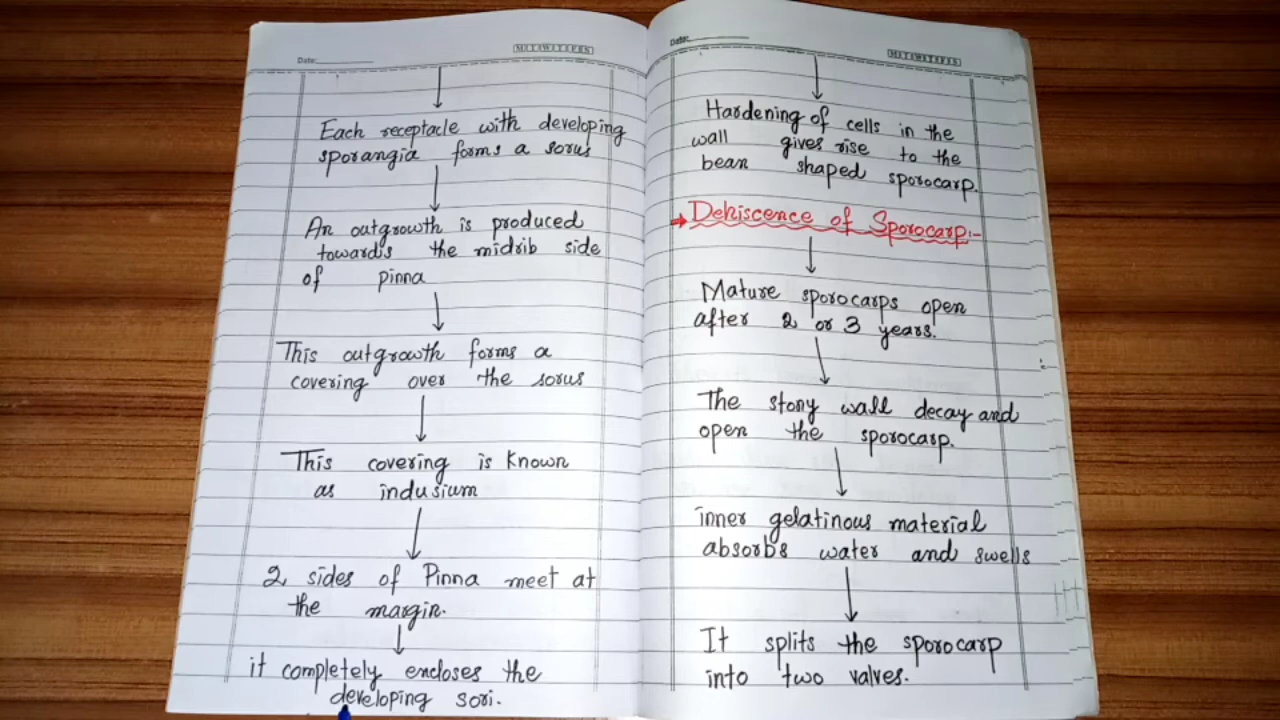 Date:
M T W T F S S
Each receptacle with developing
sporangia forms a sorus
An outgrowth is produced
towards the midrib side
of pinna
This outgrowth forms a
covering over the sorus
This covering is Known
as indusium
2 sides of Pinna meet at
the margin.
it completely encloses the
developing sori.
Date:
M T W T F S S
Hardening of cells in the
wall gives rise to the
bean shaped sporocarp.
Dehiscence of Sporocarp:-
Mature sporocarps open
after 2 or 3 years.
The stony wall decay and
open the sporocarp.
inner gelatinous material
absorbs water and swells
It splits the sporocarp
into two valves.